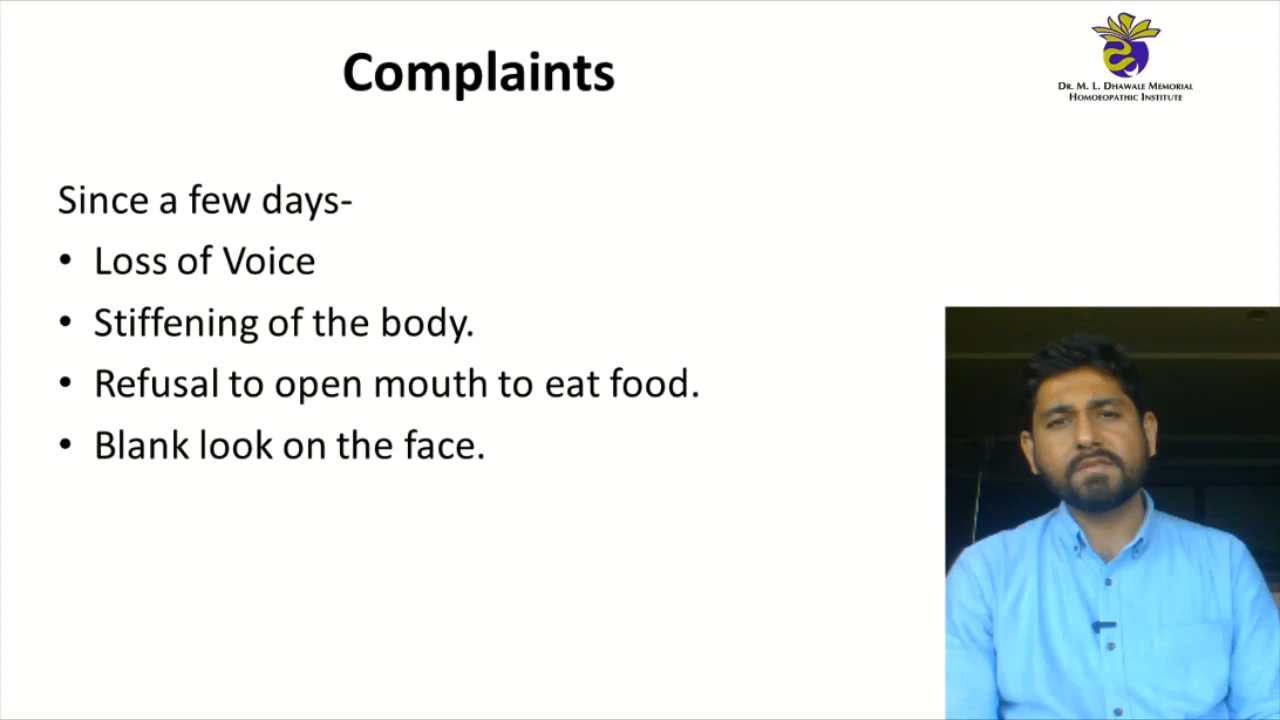 Complaints
DR. M. L. DHAWALE MEMORIAL
HOMOEOPATHIC INSTITUTE
Since a few days-
• Loss of Voice
• Stiffening of the body.
• Refusal to open mouth to eat food.
• Blank look on the face.